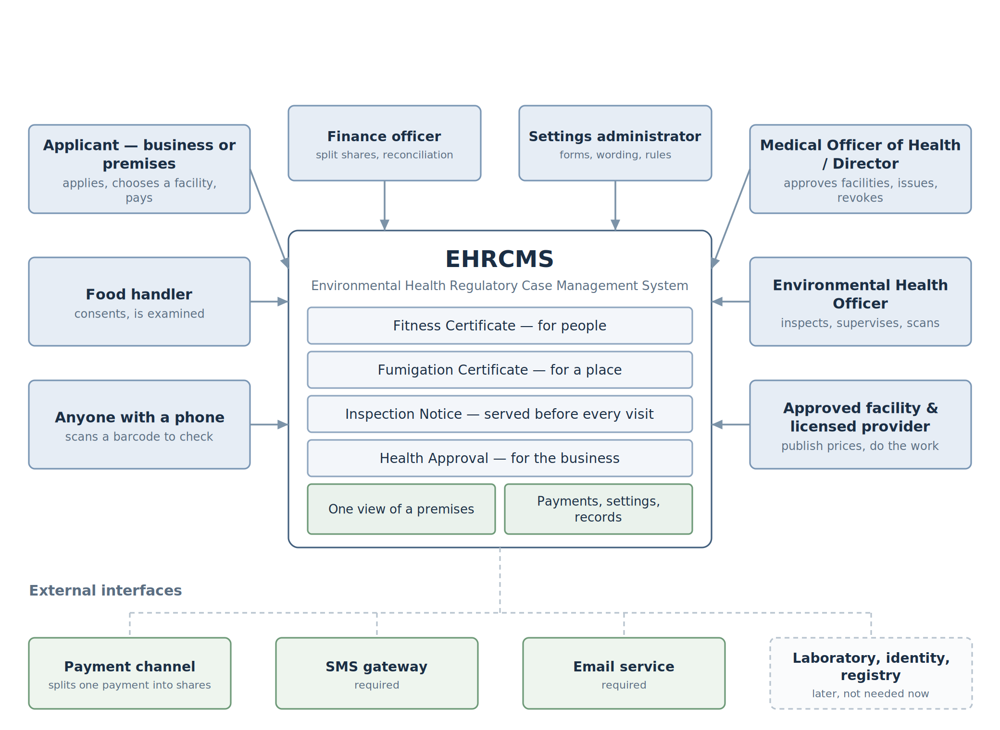 Finance officer
split shares, reconciliation
Settings administrator
forms, wording, rules
Applicant — business or
premises
applies, chooses a facility,
pays
Medical Officer of Health
/ Director
approves facilities, issues,
revokes
Food handler
consents, is examined
Anyone with a phone
scans a barcode to check
EHRCMS
Environmental Health Regulatory Case Management System
Fitness Certificate — for people
Fumigation Certificate — for a place
Inspection Notice — served before every visit
Health Approval — for the business
One view of a premises
Payments, settings,
records
Environmental Health
Officer
inspects, supervises, scans
Approved facility &
licensed provider
publish prices, do the work
External interfaces
Payment channel
splits one payment into shares
SMS gateway
required
Email service
required
Laboratory, identity,
registry
later, not needed now